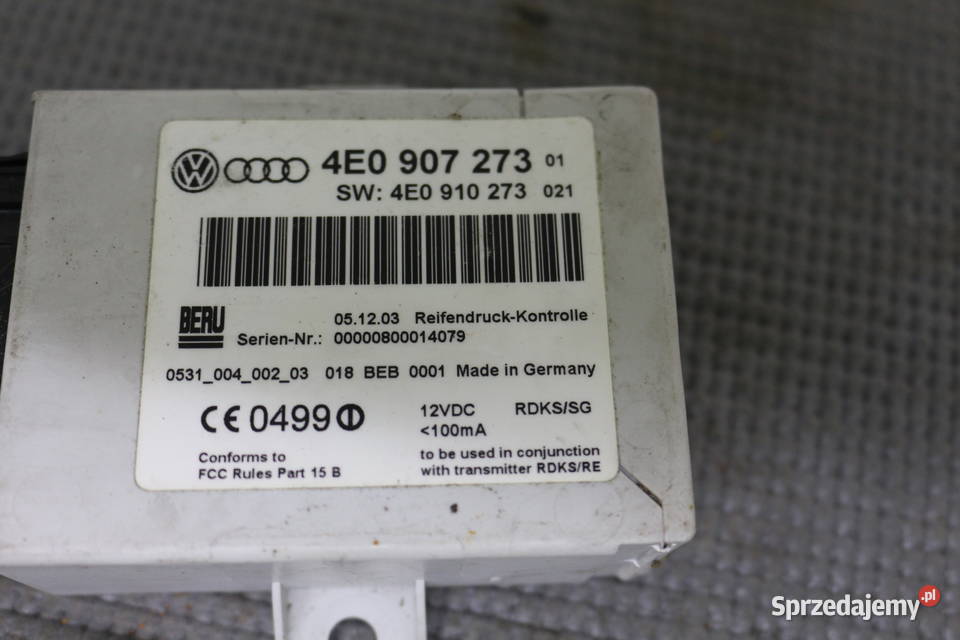 4E0 907 273 01
SW: 4E0 910 273 021
BERU
05.12.03 Reifendruck-Kontrolle
Serien-Nr.: 00000800014079
0531_004_002_03 018 BEB 0001 Made in Germany
CE 0499
12VDC RDKS/SG
<100mA
Conforms to
FCC Rules Part 15 B
to be used in conjunction
with transmitter RDKS/RE
Sprzedajemy.pl